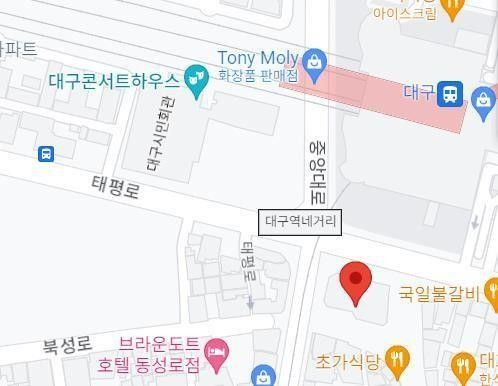 아이스크림
아파트
Tony Moly
화장품 판매점
대구콘서트하우스
대구
대구시민회관
중앙대로
태평로
대구역네거리
태평로
국일불갈비
북성로
브라운도트
호텔 동성로점
초가식당